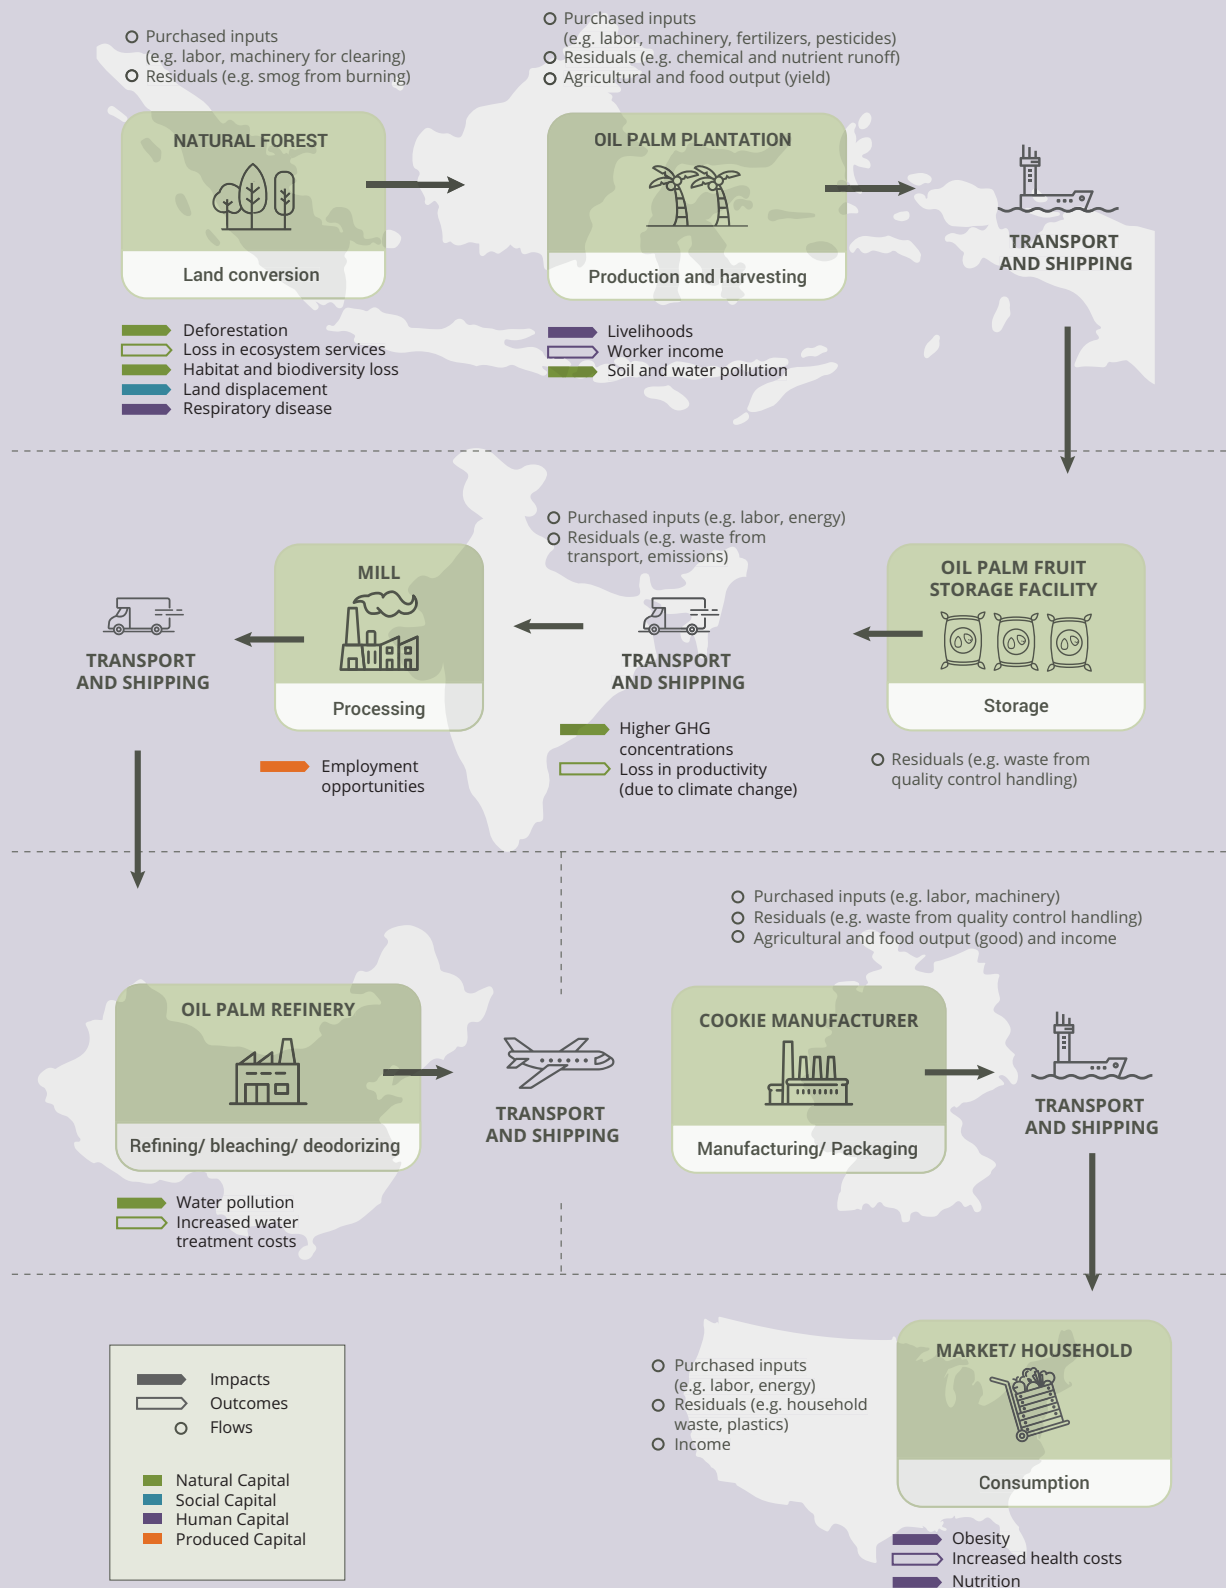 Purchased inputs
(e.g. labor, machinery for clearing)
Residuals (e.g. smog from burning)
NATURAL FOREST
Land conversion
Deforestation
Loss in ecosystem services
Habitat and biodiversity loss
Land displacement
Respiratory disease
Purchased inputs
(e.g. labor, machinery, fertilizers, pesticides)
Residuals (e.g. chemical and nutrient runoff)
Agricultural and food output (yield)
OIL PALM PLANTATION
Production and harvesting
Livelihoods
Worker income
Soil and water pollution
TRANSPORT
AND SHIPPING
OIL PALM FRUIT
STORAGE FACILITY
Storage
Residuals (e.g. waste from
quality control handling)
Purchased inputs (e.g. labor, energy)
Residuals (e.g. waste from
transport, emissions)
TRANSPORT
AND SHIPPING
Higher GHG
concentrations
Loss in productivity
(due to climate change)
MILL
Processing
Employment
opportunities
TRANSPORT
AND SHIPPING
OIL PALM REFINERY
Refining/ bleaching/ deodorizing
Water pollution
Increased water
treatment costs
TRANSPORT
AND SHIPPING
Purchased inputs (e.g. labor, machinery)
Residuals (e.g. waste from quality control handling)
Agricultural and food output (good) and income
COOKIE MANUFACTURER
Manufacturing/ Packaging
TRANSPORT
AND SHIPPING
Purchased inputs
(e.g. labor, energy)
Residuals (e.g. household
waste, plastics)
Income
MARKET/ HOUSEHOLD
Consumption
Obesity
Increased health costs
Nutrition
Impacts
Outcomes
Flows
Natural Capital
Social Capital
Human Capital
Produced Capital